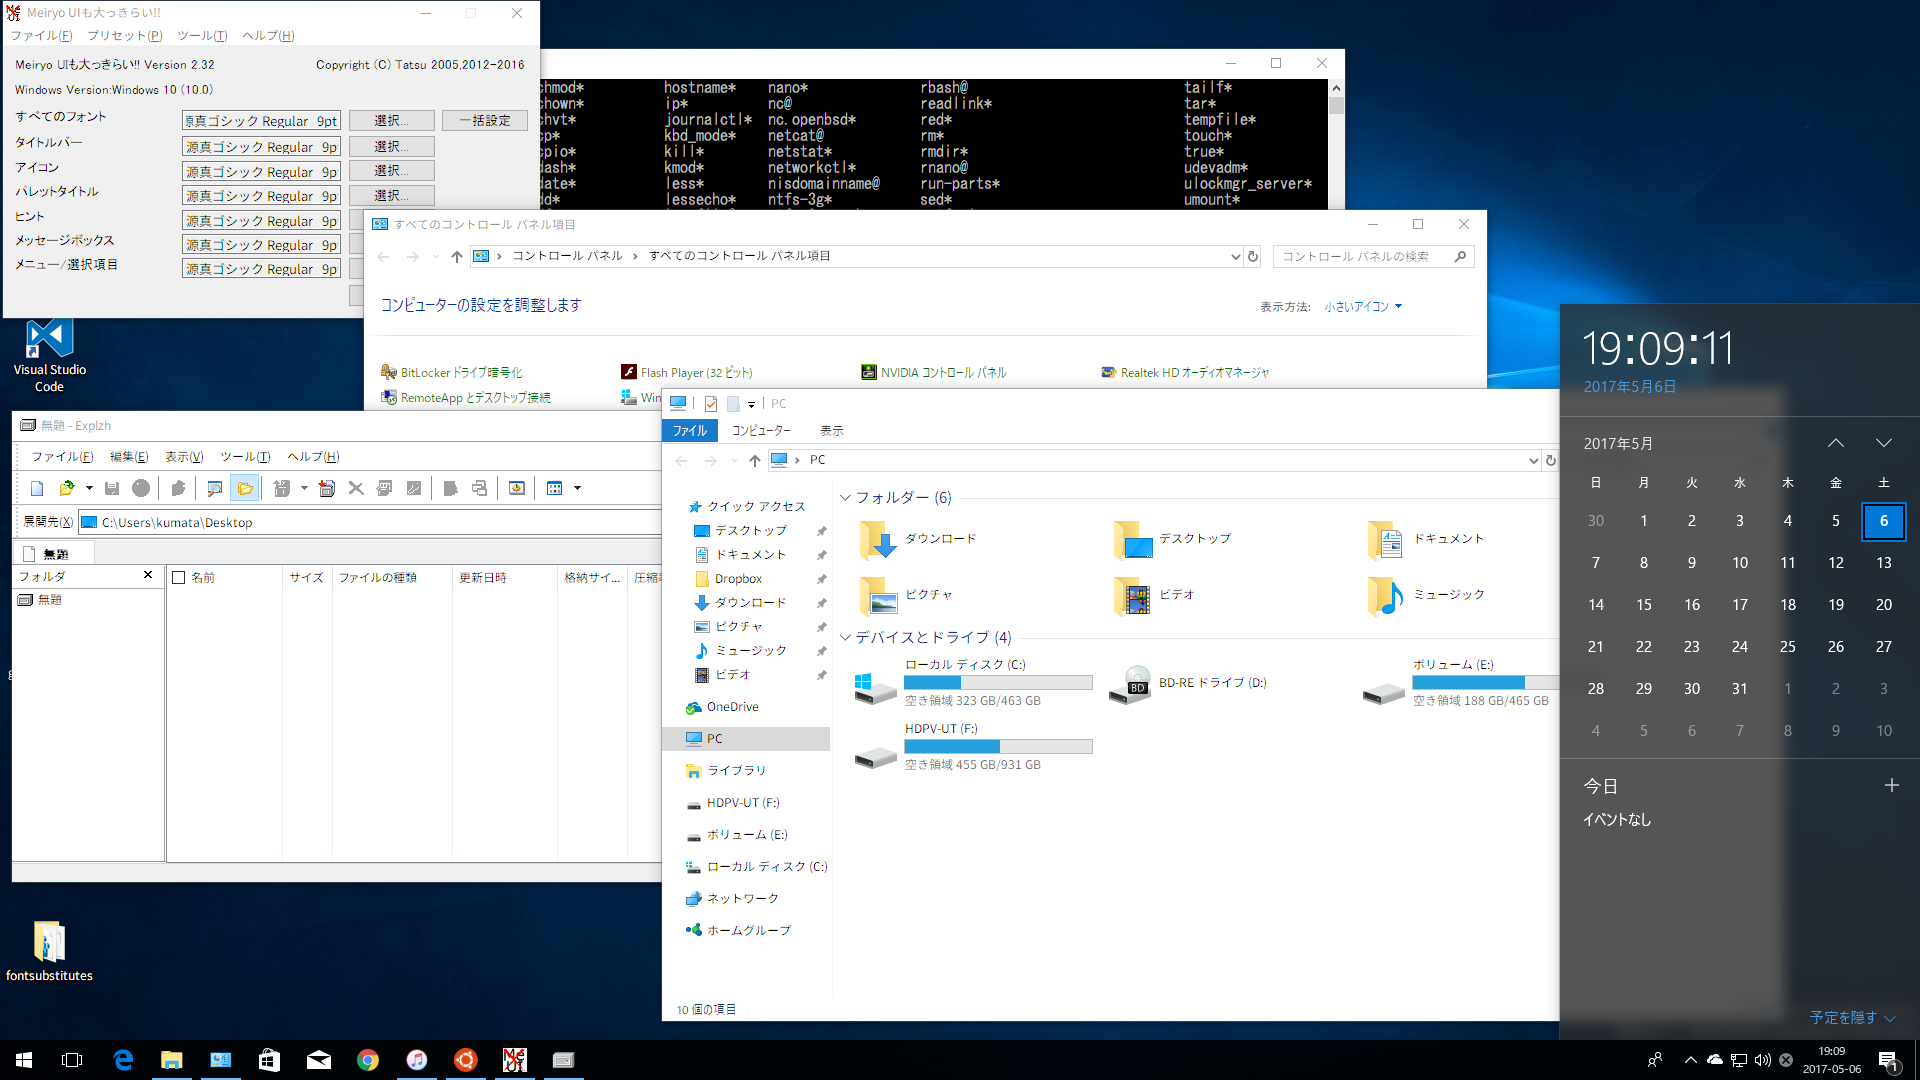 Meiryo UIも大っきらい!!
ファイル(F) プリセット(P) ツール(T) ヘルプ(H)
Meiryo UIも大っきらい!! Version 2.32
Copyright (C) Tatsu 2005,2012-2016
Windows Version:Windows 10 (10.0)
すべてのフォント 源真ゴシック Regular 9pt 選択... 一括設定
タイトルバー 源真ゴシック Regular 9p 選択...
アイコン 源真ゴシック Regular 9p 選択...
パレットタイトル 源真ゴシック Regular 9p 選択...
ヒント 源真ゴシック Regular 9p
メッセージボックス 源真ゴシック Regular 9p
メニュー/選択項目 源真ゴシック Regular 9p
chmod* hostname* nano* rbash@ tailf*
chown* ip* nc@ readlink* tar*
chvt* journalctl* nc.openbsd* red* tempfile*
cp* kbd_mode* netcat@ rm* touch*
cpio* kill* netstat* rmdir* true*
dash* kmod* networkctl* rnano@ udevadm*
date* less* nisdomainname@ run-parts* ulockmgr_server*
dd* lessecho* ntfs-3g* sed* umount*
すべてのコントロール パネル項目
コントロール パネル › すべてのコントロール パネル項目
コントロール パネルの検索
コンピューターの設定を調整します
表示方法: 小さいアイコン
BitLocker ドライブ暗号化
Flash Player (32 ビット)
NVIDIA コントロール パネル
Realtek HD オーディオマネージャ
RemoteApp とデスクトップ接続
Win
Visual Studio
Code
無題 - Explzh
ファイル(F) 編集(E) 表示(V) ツール(T) ヘルプ(H)
展開先(X) C:\Users\kumata\Desktop
無題
フォルダ
無題
名前 サイズ ファイルの種類 更新日時 格納サイ... 圧縮
fontsubstitutes
PC
ファイル コンピューター 表示
PC
クイック アクセス
デスクトップ
ドキュメント
Dropbox
ダウンロード
ピクチャ
ミュージック
ビデオ
OneDrive
PC
ライブラリ
HDPV-UT (F:)
ボリューム (E:)
ローカル ディスク (C:)
ネットワーク
ホームグループ
フォルダー (6)
ダウンロード デスクトップ ドキュメント
ピクチャ ビデオ ミュージック
デバイスとドライブ (4)
ローカル ディスク (C:)
空き領域 323 GB/463 GB
BD
BD-RE ドライブ (D:)
ボリューム (E:)
空き領域 188 GB/465 GB
HDPV-UT (F:)
空き領域 455 GB/931 GB
10 個の項目
19:09:11
2017年5月6日
2017年5月
日 月 火 水 木 金 土
30 1 2 3 4 5 6
7 8 9 10 11 12 13
14 15 16 17 18 19 20
21 22 23 24 25 26 27
28 29 30 31 1 2 3
4 5 6 7 8 9 10
今日
イベントなし
予定を隠す
19:09
2017-05-06
1